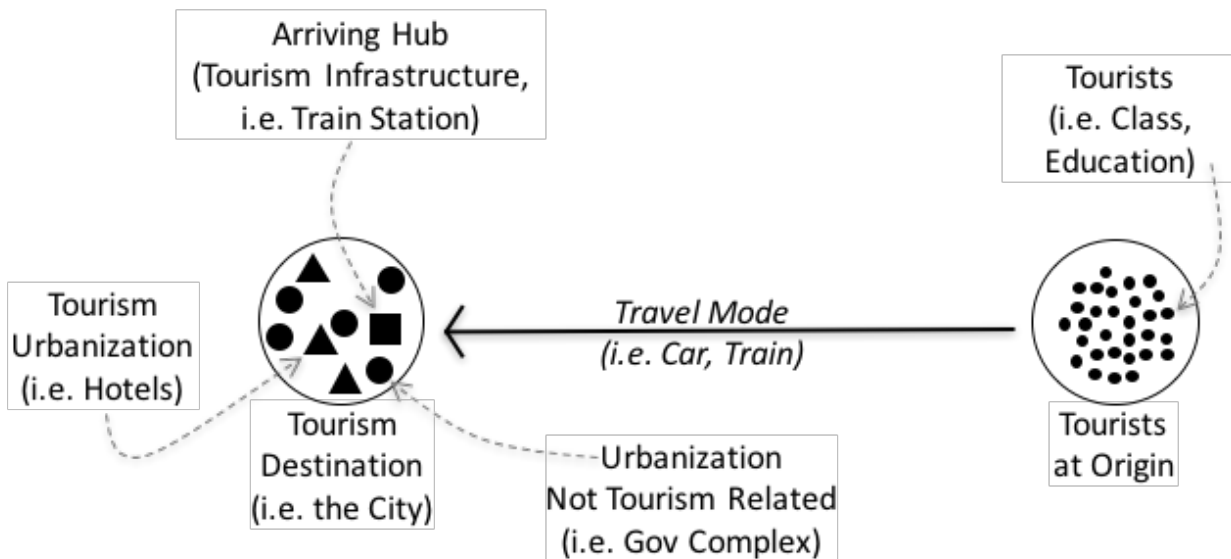 Arriving Hub
(Tourism Infrastructure,
i.e. Train Station)
Tourists
(i.e. Class,
Education)
Tourism
Urbanization
(i.e. Hotels)
Travel Mode
(i.e. Car, Train)
Tourism
Destination
(i.e. the City)
Urbanization
Not Tourism Related
(i.e. Gov Complex)
Tourists
at Origin